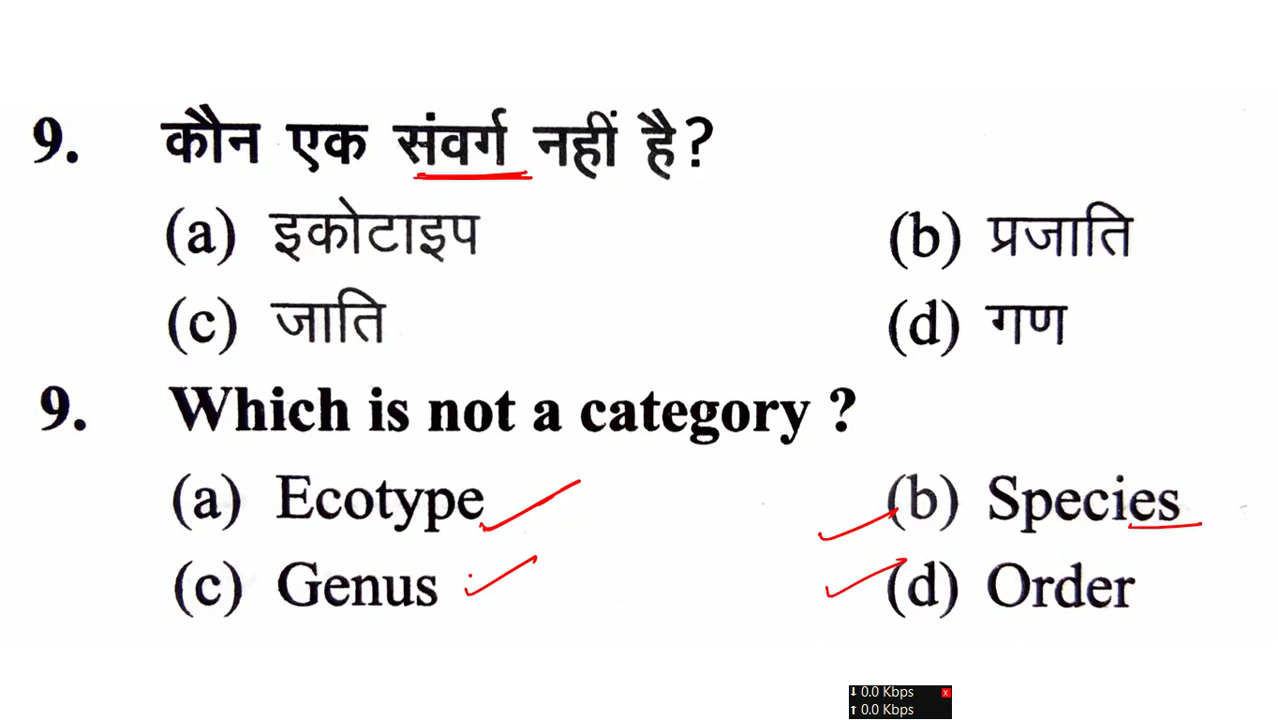 9. कौन एक संवर्ग नहीं है?
(a) इकोटाइप (b) प्रजाति
(c) जाति (d) गण
9. Which is not a category ?
(a) Ecotype (b) Species
(c) Genus (d) Order
↓ 0.0 Kbps x
↑ 0.0 Kbps